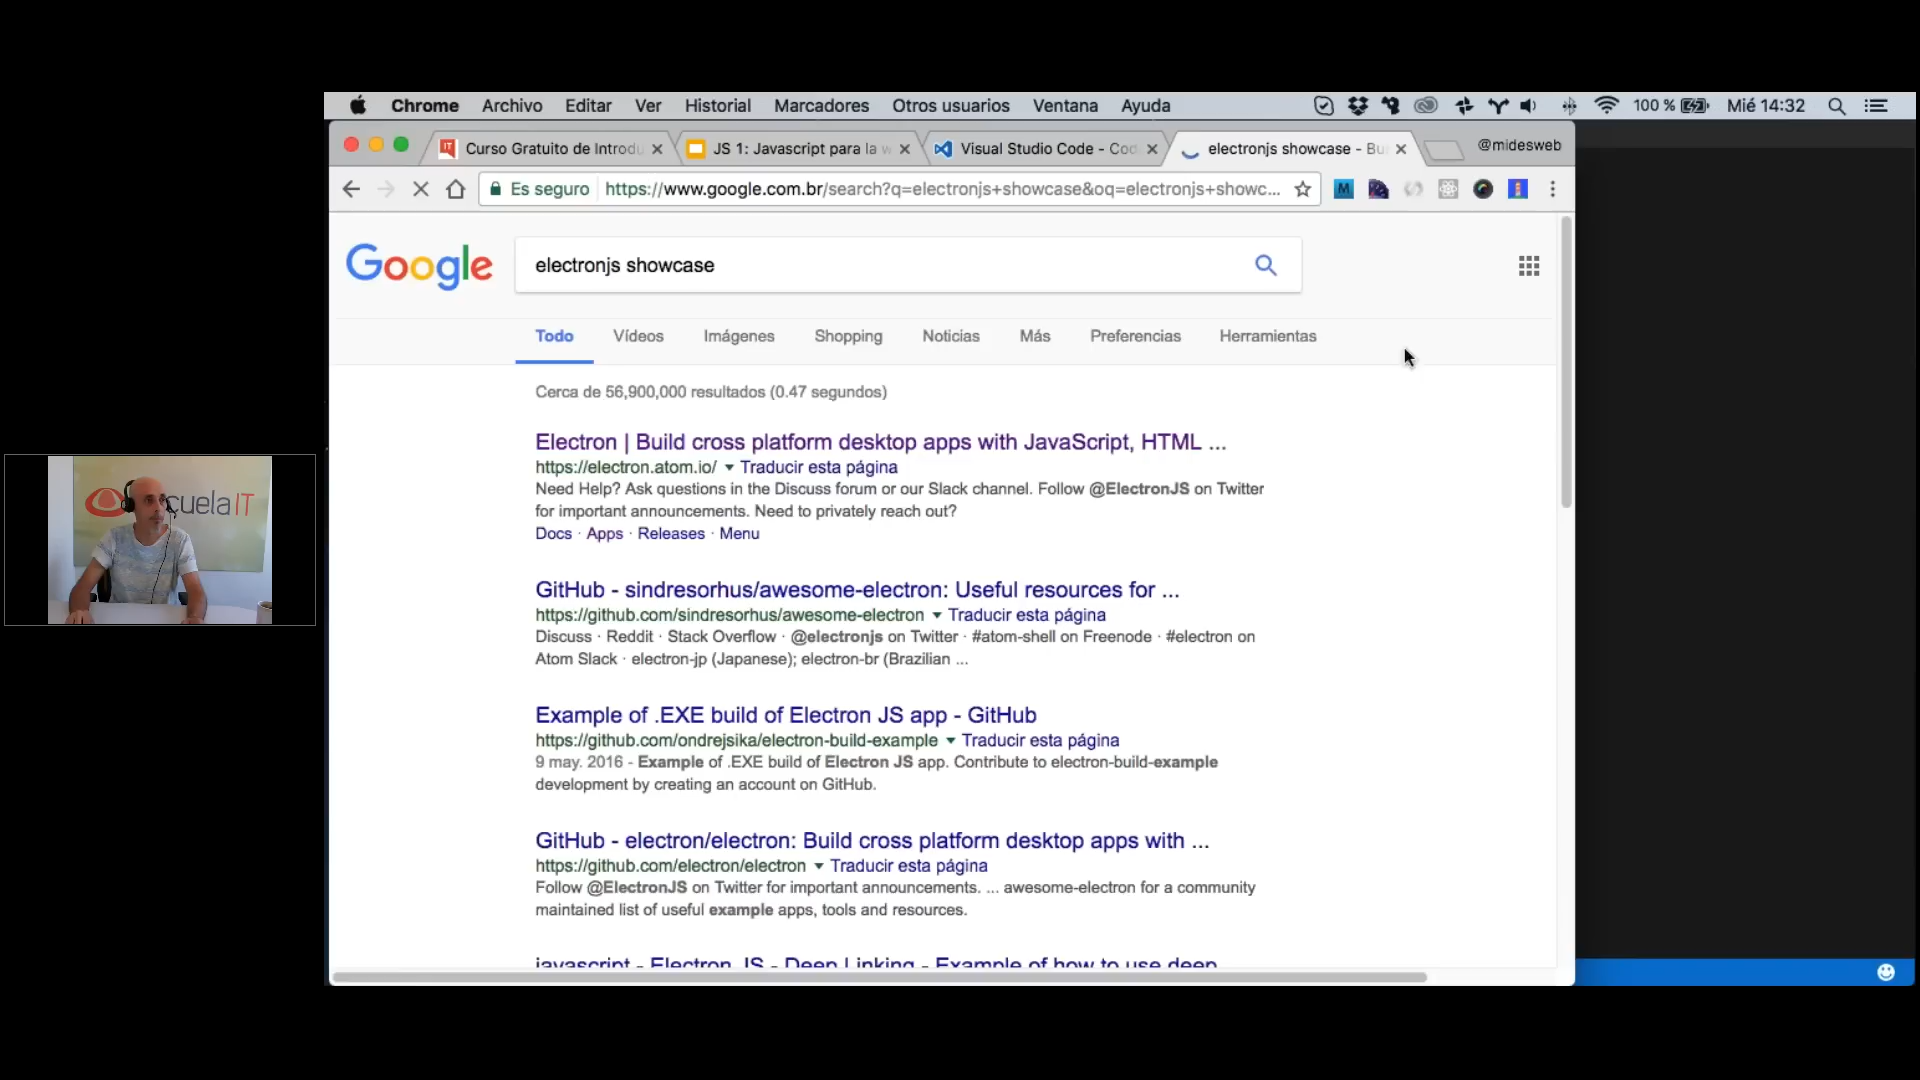 Chrome Archivo Editar Ver Historial Marcadores Otros usuarios Ventana Ayuda 100 % Mié 14:32
Curso Gratuito de Introdu JS 1: Javascript para la w Visual Studio Code - Cod electronjs showcase - Bu @midesweb
Es seguro https://www.google.com.br/search?q=electronjs+showcase&oq=electronjs+showc...
Google electronjs showcase
Todo Vídeos Imágenes Shopping Noticias Más Preferencias Herramientas
Cerca de 56,900,000 resultados (0.47 segundos)
Electron | Build cross platform desktop apps with JavaScript, HTML ...
https://electron.atom.io/ Traducir esta página
Need Help? Ask questions in the Discuss forum or our Slack channel. Follow @ElectronJS on Twitter
for important announcements. Need to privately reach out?
Docs · Apps · Releases · Menu
GitHub - sindresorhus/awesome-electron: Useful resources for ...
https://github.com/sindresorhus/awesome-electron Traducir esta página
Discuss · Reddit · Stack Overflow · @electronjs on Twitter · #atom-shell on Freenode · #electron on
Atom Slack · electron-jp (Japanese); electron-br (Brazilian ...
cuelaIT
Example of .EXE build of Electron JS app - GitHub
https://github.com/ondrejsika/electron-build-example Traducir esta página
9 may. 2016 - Example of .EXE build of Electron JS app. Contribute to electron-build-example
development by creating an account on GitHub.
GitHub - electron/electron: Build cross platform desktop apps with ...
https://github.com/electron/electron Traducir esta página
Follow @ElectronJS on Twitter for important announcements. ... awesome-electron for a community
maintained list of useful example apps, tools and resources.
javascript - Electron JS - Deep Linking - Example of how to use deep